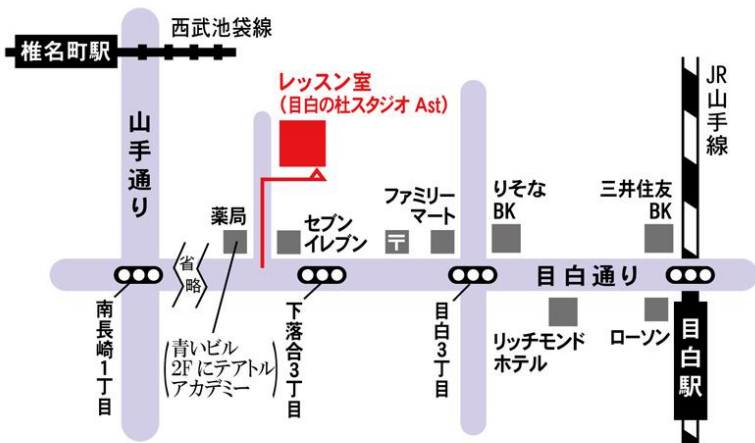 西武池袋線
椎名町駅
JR山手線
レッスン室
(目白の杜スタジオ Ast)
山手通り
薬局
セブン
イレブン
〒
ファミリー
マート
りそな
BK
三井住友
BK
省略
目白通り
南長崎1丁目
(青いビル
2Fにテアトル
アカデミー)
下落合3丁目
目白3丁目
リッチモンド
ホテル
ローソン
目白駅